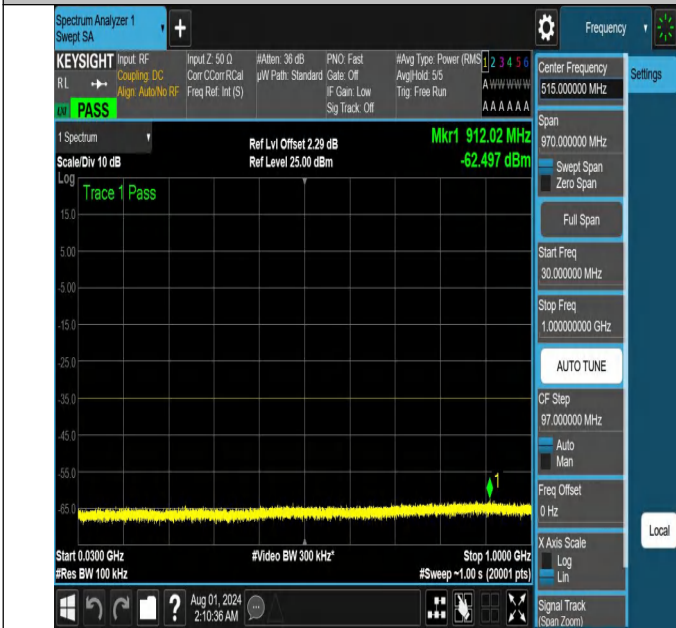 Spectrum Analyzer 1
Swept SA
+
Frequency
KEYSIGHT
RL
PASS
Input: RF
Coupling: DC
Align: Auto/No RF
Input Z: 50 Ω
Corr CCorr RCal
Freq Ref: Int (S)
#Atten: 36 dB
µW Path: Standard
PNO: Fast
Gate: Off
IF Gain: Low
Sig Track: Off
#Avg Type: Power (RMS
Avg|Hold: 5/5
Trig: Free Run
1 2 3 4 5 6
A W W W W W
A A A A A A
1 Spectrum
Scale/Div 10 dB
Ref Lvl Offset 2.29 dB
Ref Level 25.00 dBm
Mkr1 912.02 MHz
-62.497 dBm
Log
Trace 1 Pass
15.0
5.00
-5.00
-15.0
-25.0
-35.0
-45.0
-55.0
-65.0
1
Start 0.0300 GHz
#Res BW 100 kHz
#Video BW 300 kHz*
Stop 1.0000 GHz
#Sweep ~1.00 s (20001 pts)
Aug 01, 2024
2:10:36 AM
?
Center Frequency
515.000000 MHz
Settings
Span
970.000000 MHz
Swept Span
Zero Span
Full Span
Start Freq
30.000000 MHz
Stop Freq
1.000000000 GHz
AUTO TUNE
CF Step
97.000000 MHz
Auto
Man
Freq Offset
0 Hz
X Axis Scale
Log
Lin
Local
Signal Track
(Span Zoom)